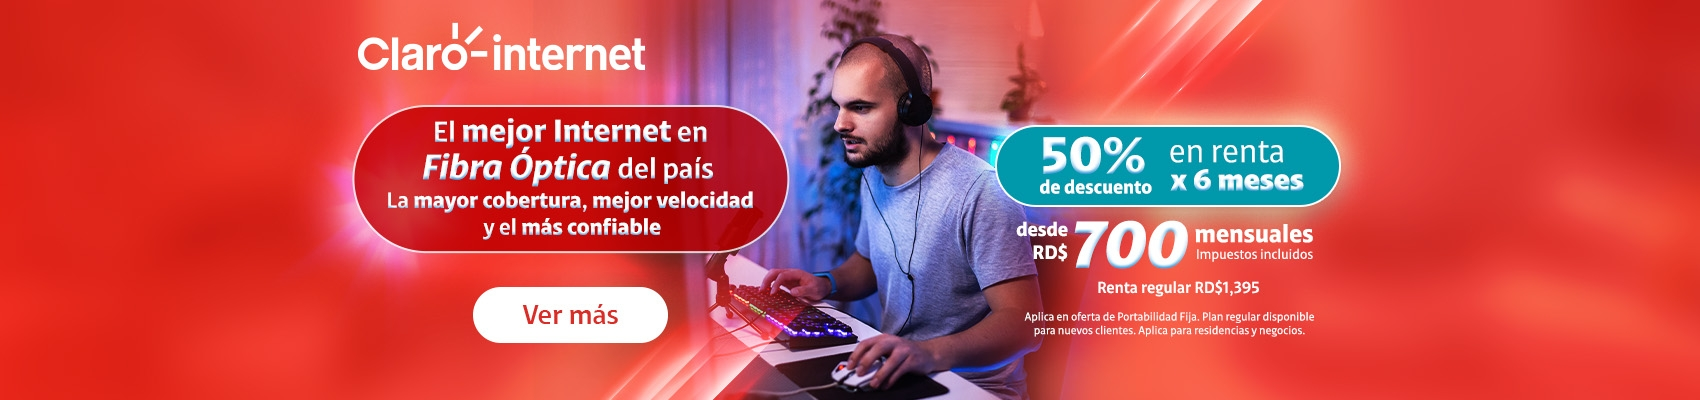 Claro-internet
El mejor Internet en
Fibra Óptica del país
La mayor cobertura, mejor velocidad
y el más confiable
Ver más
50%
de descuento
en renta
x 6 meses
desde
RD$
700
mensuales
Impuestos incluidos
Renta regular RD$1,395
Aplica en oferta de Portabilidad Fija. Plan regular disponible
para nuevos clientes. Aplica para residencias y negocios.